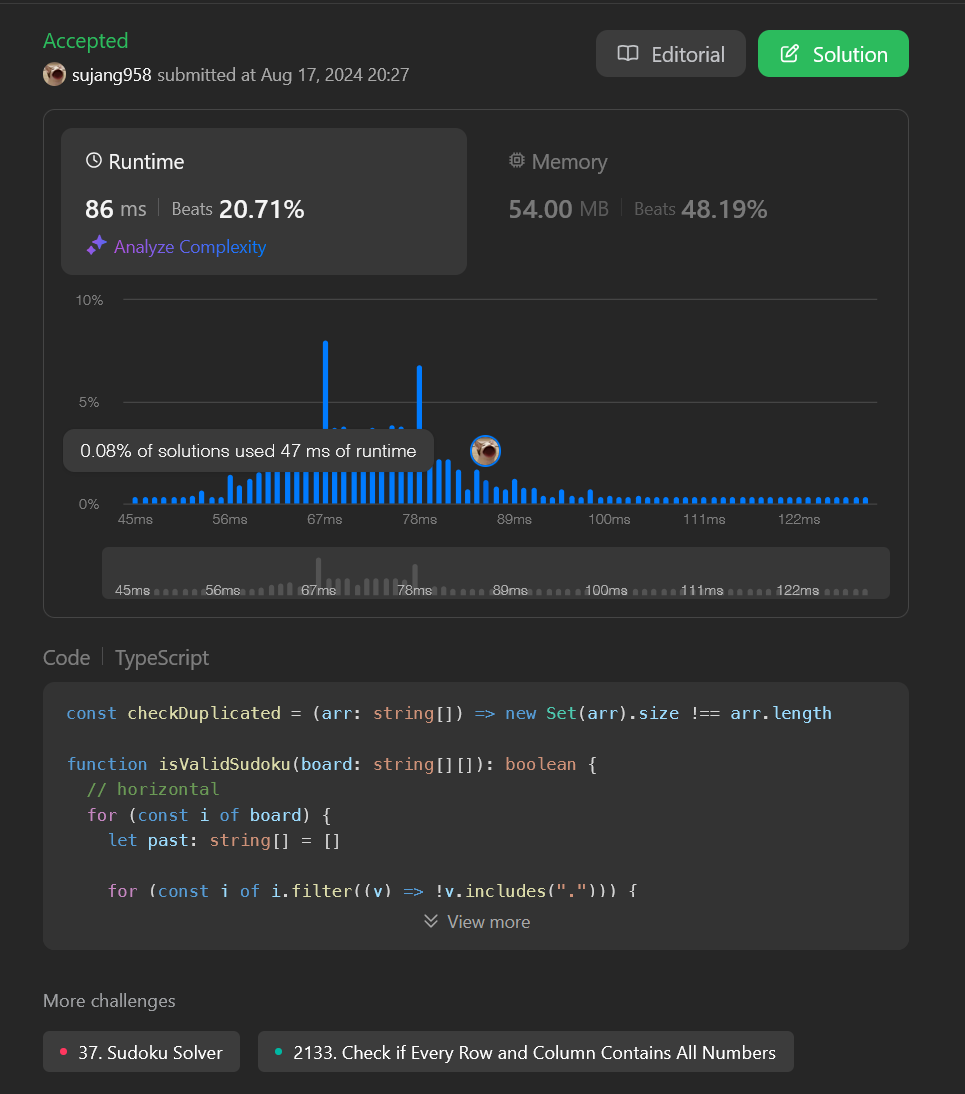 Accepted
sujang958 submitted at Aug 17, 2024 20:27
Editorial
Solution
Runtime
86 ms Beats 20.71%
Analyze Complexity
Memory
54.00 MB Beats 48.19%
10%
5%
0%
0.08% of solutions used 47 ms of runtime
45ms 56ms 67ms 78ms 89ms 100ms 111ms 122ms
45ms 56ms 67ms 78ms 89ms 100ms 111ms 122ms
Code TypeScript
const checkDuplicated = (arr: string[]) => new Set(arr).size !== arr.length
function isValidSudoku(board: string[][]): boolean {
// horizontal
for (const i of board) {
let past: string[] = []
for (const i of i.filter((v) => !v.includes("."))) {
View more
More challenges
37. Sudoku Solver
2133. Check if Every Row and Column Contains All Numbers